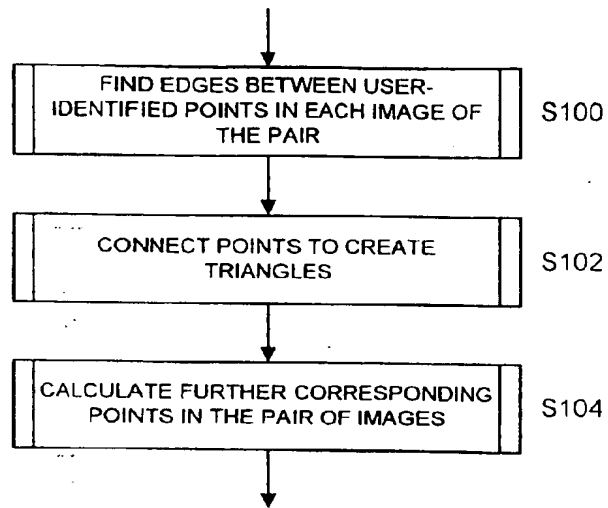 FIND EDGES BETWEEN USER-
IDENTIFIED POINTS IN EACH IMAGE OF
THE PAIR
S100
CONNECT POINTS TO CREATE
TRIANGLES
S102
CALCULATE FURTHER CORRESPONDING
POINTS IN THE PAIR OF IMAGES
S104